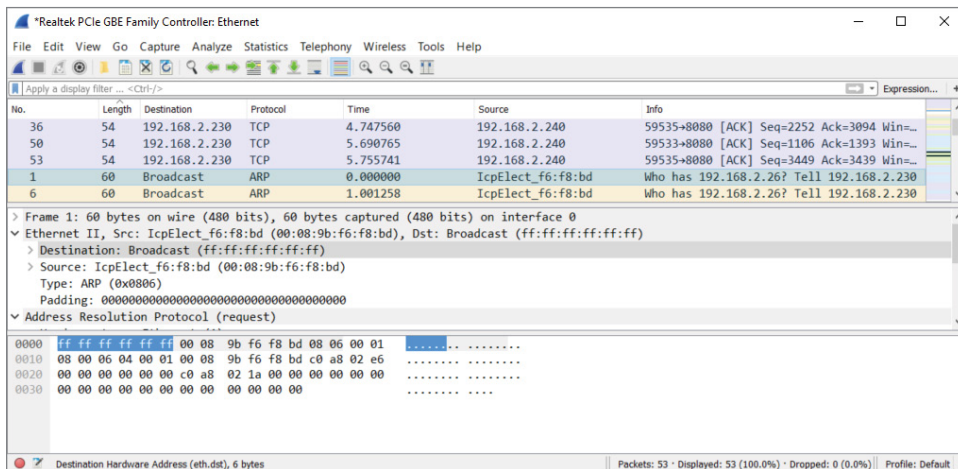 *Realtek PCIe GBE Family Controller: Ethernet
File Edit View Go Capture Analyze Statistics Telephony Wireless Tools Help
Apply a display filter ... <Ctrl-/> Expression... +
No. Length Destination Protocol Time Source Info
36 54 192.168.2.230 TCP 4.747560 192.168.2.240 59535→8080 [ACK] Seq=2252 Ack=3094 Win=…
50 54 192.168.2.230 TCP 5.690765 192.168.2.240 59533→8080 [ACK] Seq=1106 Ack=1393 Win=…
53 54 192.168.2.230 TCP 5.755741 192.168.2.240 59535→8080 [ACK] Seq=3449 Ack=3439 Win=…
1 60 Broadcast ARP 0.000000 IcpElect_f6:f8:bd Who has 192.168.2.26? Tell 192.168.2.230
6 60 Broadcast ARP 1.001258 IcpElect_f6:f8:bd Who has 192.168.2.26? Tell 192.168.2.230
> Frame 1: 60 bytes on wire (480 bits), 60 bytes captured (480 bits) on interface 0
Ethernet II, Src: IcpElect_f6:f8:bd (00:08:9b:f6:f8:bd), Dst: Broadcast (ff:ff:ff:ff:ff:ff)
> Destination: Broadcast (ff:ff:ff:ff:ff:ff)
> Source: IcpElect_f6:f8:bd (00:08:9b:f6:f8:bd)
Type: ARP (0x0806)
Padding: 000000000000000000000000000000000000
Address Resolution Protocol (request)
0000 ff ff ff ff ff ff 00 08 9b f6 f8 bd 08 06 00 01 ........ ........
0010 08 00 06 04 00 01 00 08 9b f6 f8 bd c0 a8 02 e6 ........ ........
0020 00 00 00 00 00 00 c0 a8 02 1a 00 00 00 00 00 00 ........ ........
0030 00 00 00 00 00 00 00 00 00 00 00 00 ........ ....
Destination Hardware Address (eth.dst), 6 bytes Packets: 53 · Displayed: 53 (100.0%) · Dropped: 0 (0.0%) Profile: Default